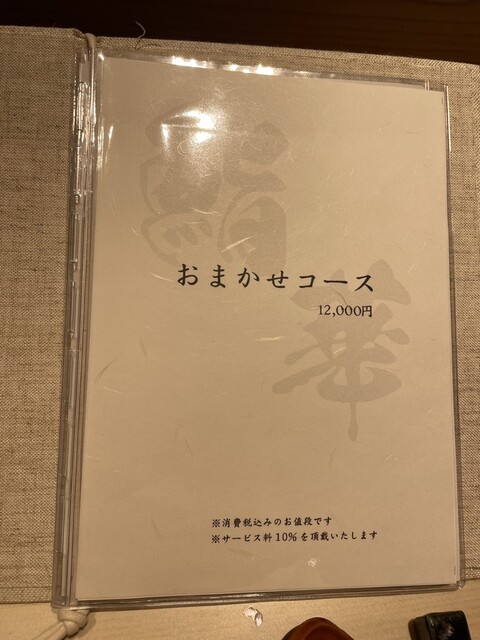 鮨
華
おまかせコース
12,000円
※消費税込みのお値段です
※サービス料10%を頂戴いたします